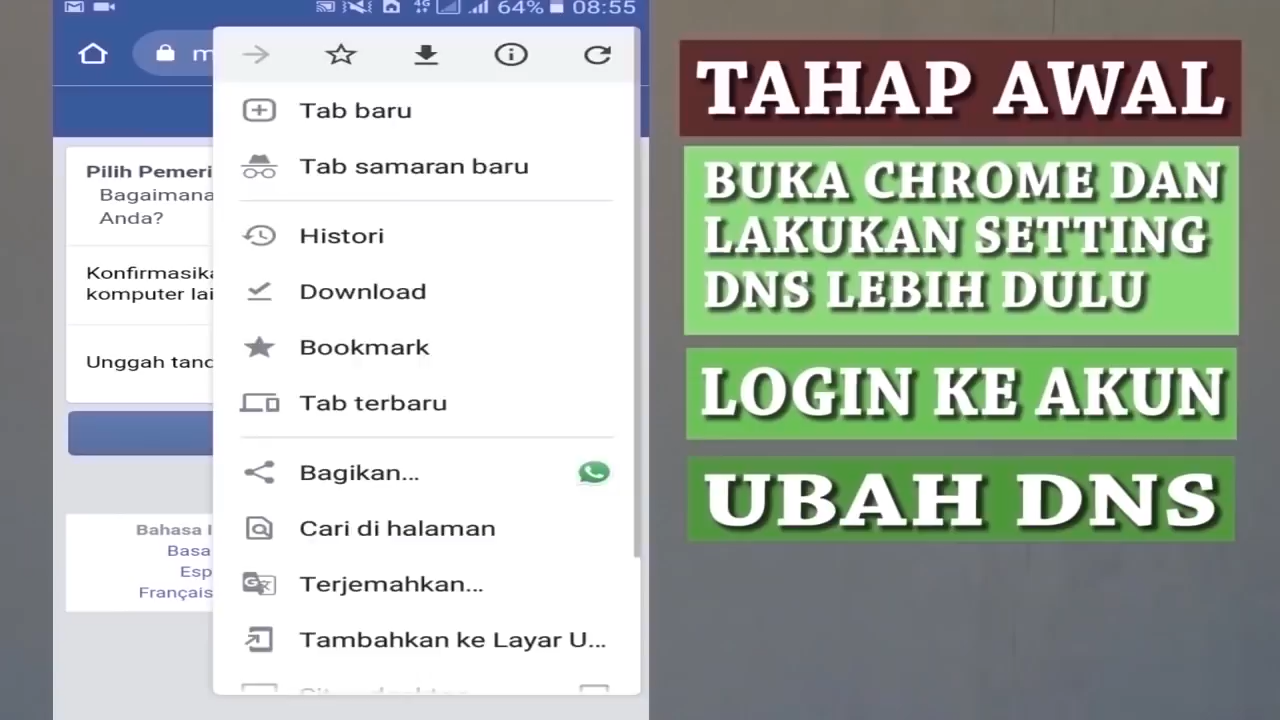 64% 08:55
m
Tab baru
Tab samaran baru
Histori
Download
Bookmark
Tab terbaru
Bagikan...
Cari di halaman
Terjemahkan...
Tambahkan ke Layar U...
Pilih Pemeri
Bagaimana
Anda?
Konfirmasika
komputer lai
Unggah tand
Bahasa I
Basa
Esp
Français
TAHAP AWAL
BUKA CHROME DAN
LAKUKAN SETTING
DNS LEBIH DULU
LOGIN KE AKUN
UBAH DNS